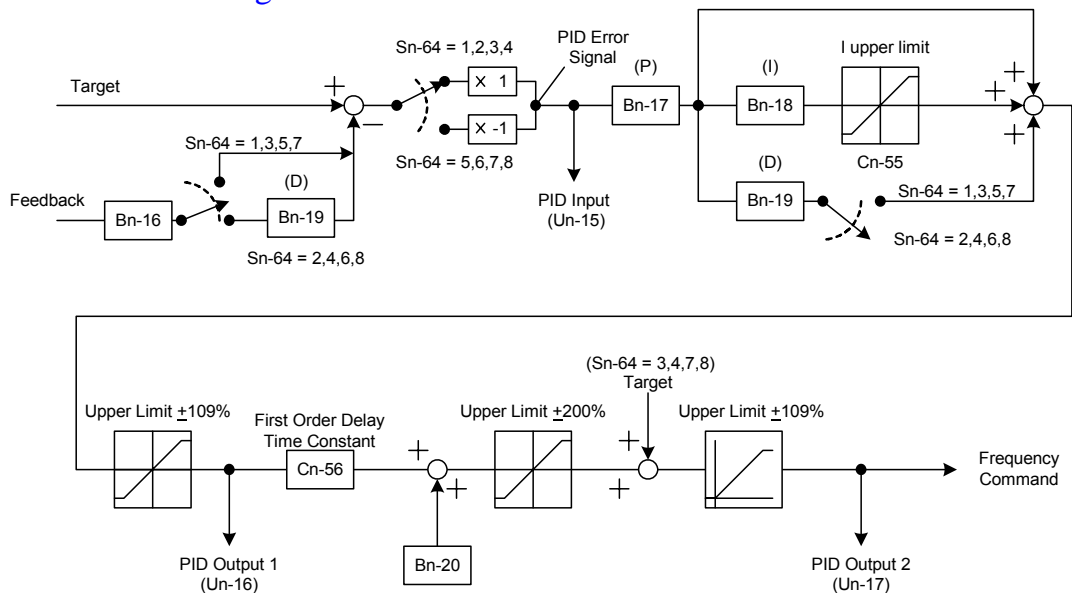 Sn-64 = 1,2,3,4
PID Error
Signal
(P)
(I)
I upper limit
Target
+
−
× 1
× -1
Bn-17
Bn-18
+
+
+
Cn-55
Sn-64 = 1,3,5,7
Sn-64 = 5,6,7,8
(D)
(D)
Feedback
Bn-16
Bn-19
PID Input
(Un-15)
Bn-19
Sn-64 = 1,3,5,7
Sn-64 = 2,4,6,8
Sn-64 = 2,4,6,8
(Sn-64 = 3,4,7,8)
Target
Upper Limit ±109%
First Order Delay
Time Constant
Upper Limit ±200%
Upper Limit ±109%
Cn-56
+
+
+
+
Frequency
Command
PID Output 1
(Un-16)
Bn-20
PID Output 2
(Un-17)